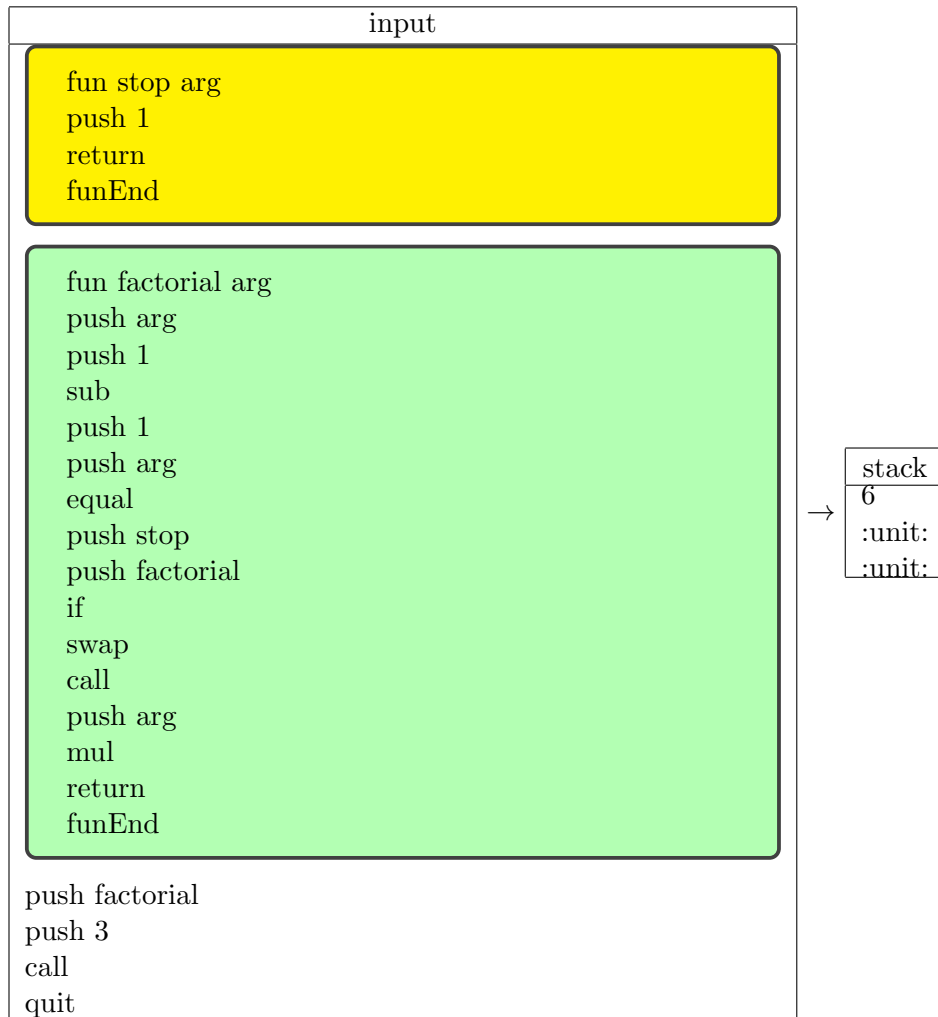 input
fun stop arg
push 1
return
funEnd
fun factorial arg
push arg
push 1
sub
push 1
push arg
equal
push stop
push factorial
if
swap
call
push arg
mul
return
funEnd
push factorial
push 3
call
quit
→
stack
6
:unit:
:unit: